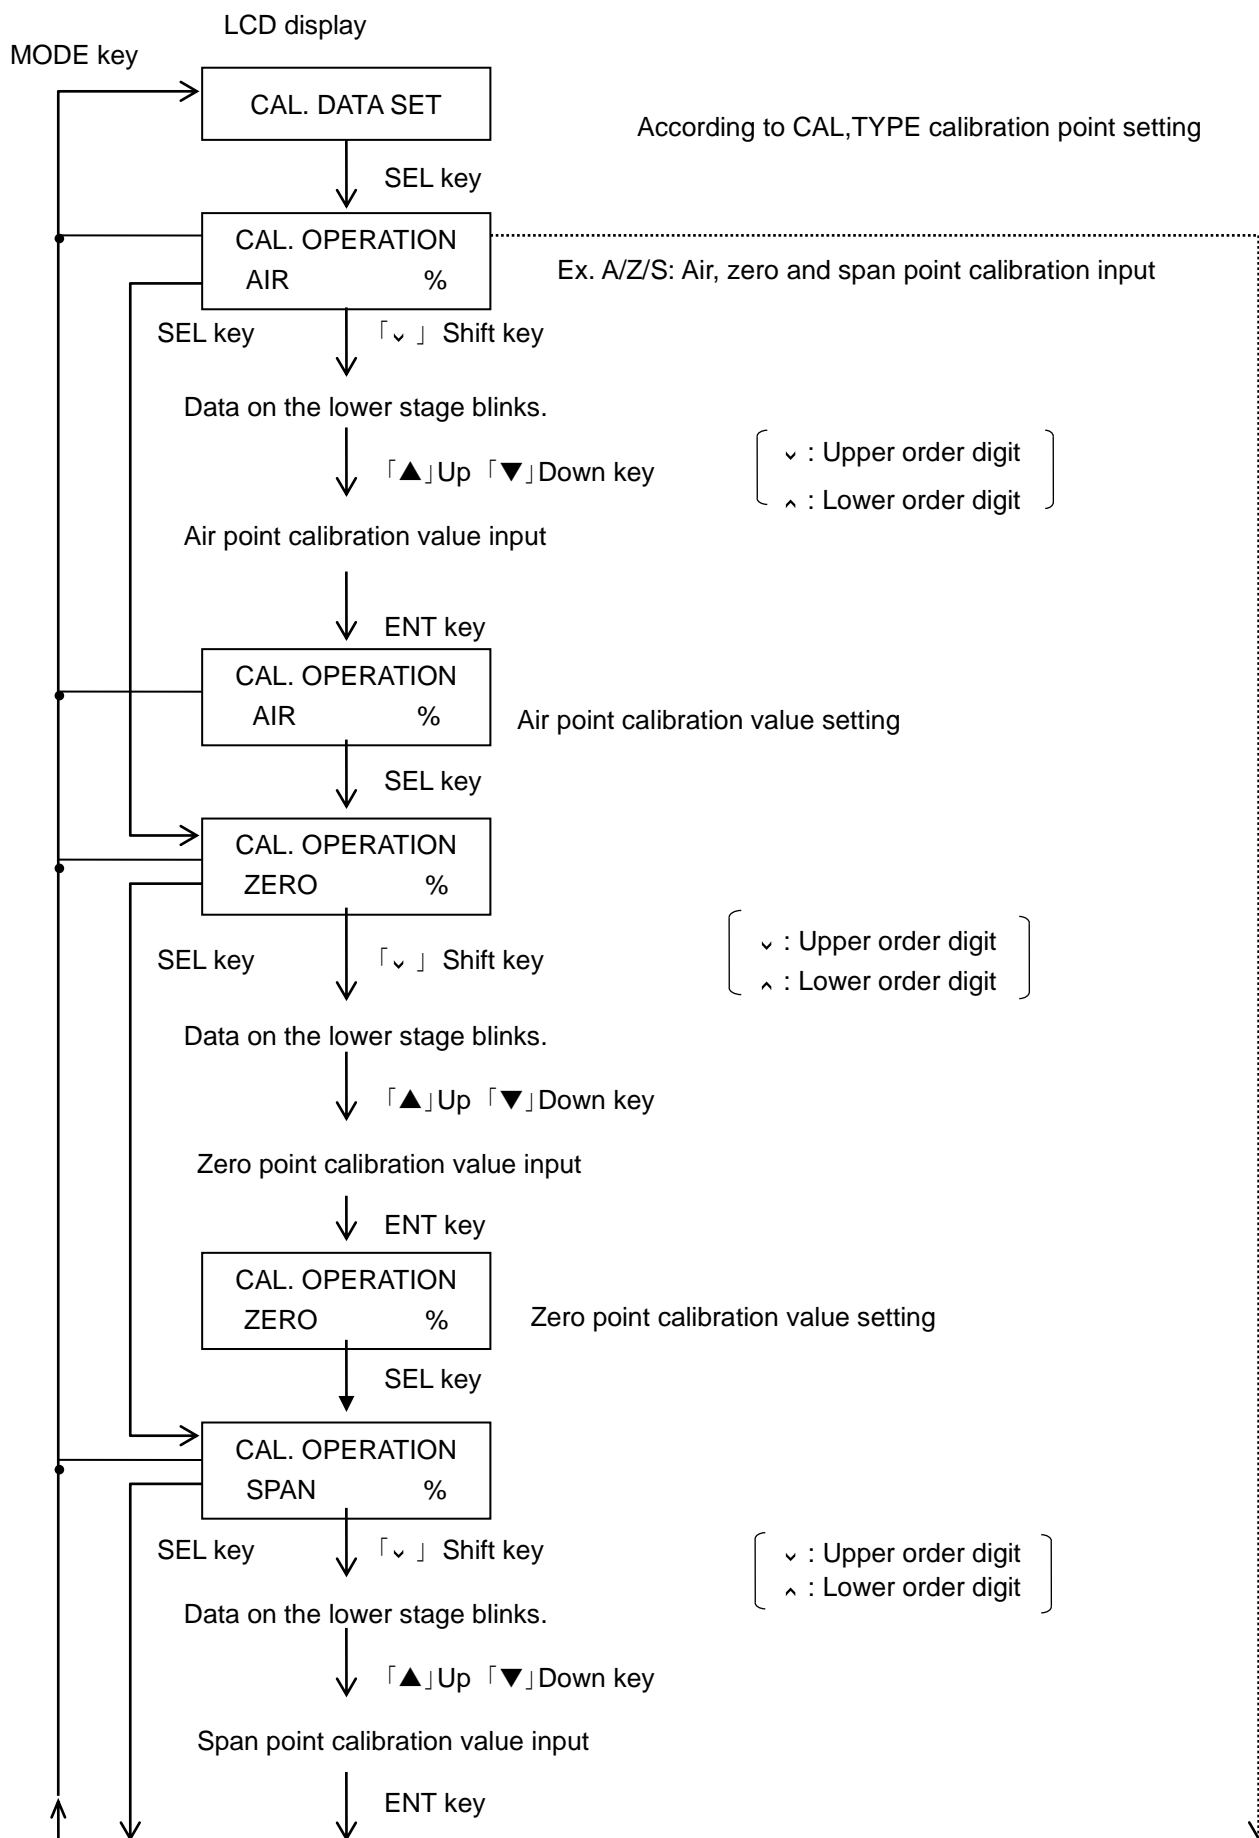 LCD display
MODE key
CAL. DATA SET
According to CAL,TYPE calibration point setting
SEL key
CAL. OPERATION
AIR %
Ex. A/Z/S: Air, zero and span point calibration input
SEL key 「⌄」 Shift key
Data on the lower stage blinks.
⌄ : Upper order digit
「▲」Up 「▼」Down key
⌃ : Lower order digit
Air point calibration value input
ENT key
CAL. OPERATION
AIR %
Air point calibration value setting
SEL key
CAL. OPERATION
ZERO %
⌄ : Upper order digit
SEL key 「⌄」 Shift key
⌃ : Lower order digit
Data on the lower stage blinks.
「▲」Up 「▼」Down key
Zero point calibration value input
ENT key
CAL. OPERATION
ZERO %
Zero point calibration value setting
SEL key
CAL. OPERATION
SPAN %
SEL key 「⌄」 Shift key
⌄ : Upper order digit
⌃ : Lower order digit
Data on the lower stage blinks.
「▲」Up 「▼」Down key
Span point calibration value input
ENT key